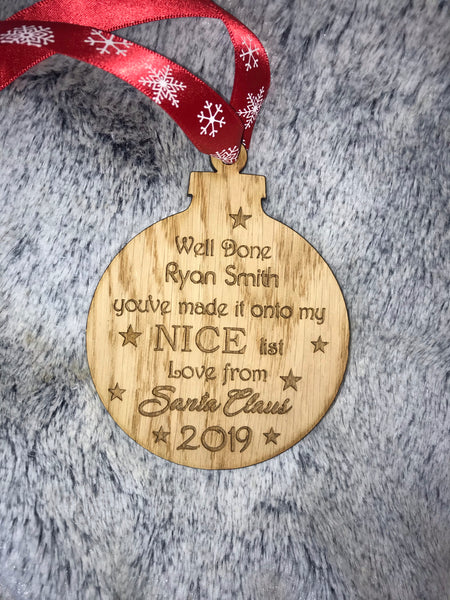 Well Done
Ryan Smith
you've made it onto my
NICE list
Love from
Santa Claus
2019